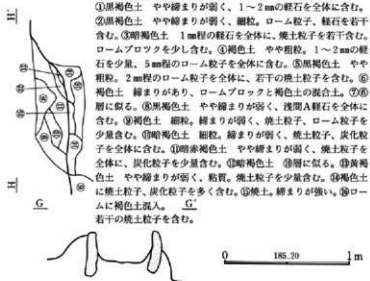 ①黒褐色土　やや締まりが弱く、1～2㎜の軽石を全体に含
む。②黒褐色土　やや締まりが弱く、細粒。ローム粒子、軽石を若干
含む。③暗褐色土　1㎜程の軽石を全体に、焼土粒子を若干含む。
ロームブロツクを少し含む。④褐色土　やや粗粒。1～2㎜の軽
石を少量、5㎜程のローム粒子を全体に含む。⑤黒褐色土　やや
粗粒。2㎜程のローム粒子を全体に、若干の焼土粒子を含む。⑥
褐色土　締まりがあり、ロームブロックと褐色土の混合土。⑦⑥
層に似る。⑧黒褐色土　やや締まりが弱く、浅間A軽石を全体に
含む。⑨褐色土　細粒。締まりが弱く、焼土粒子、ローム粒子を
少量含む。⑩暗褐色土　細粒。締まりが弱く、焼土粒子、炭化粒
子を全体に含む。⑪暗赤褐色土　やや締まりが弱く、焼土粒子を
全体に、炭化粒子を少量含む。⑫暗褐色土　⑩層に似る。⑬黄褐
色土　やや締まりが弱く、粘質。焼土粒子を少量含む。⑭褐色土
に焼土粒子、炭化粒子を多く含む。⑮焼土。締まりが強い。⑯ロー
ムに褐色土混入。
若干の焼土粒子を含む。
H'
H
G
G'
0
185.20
1m